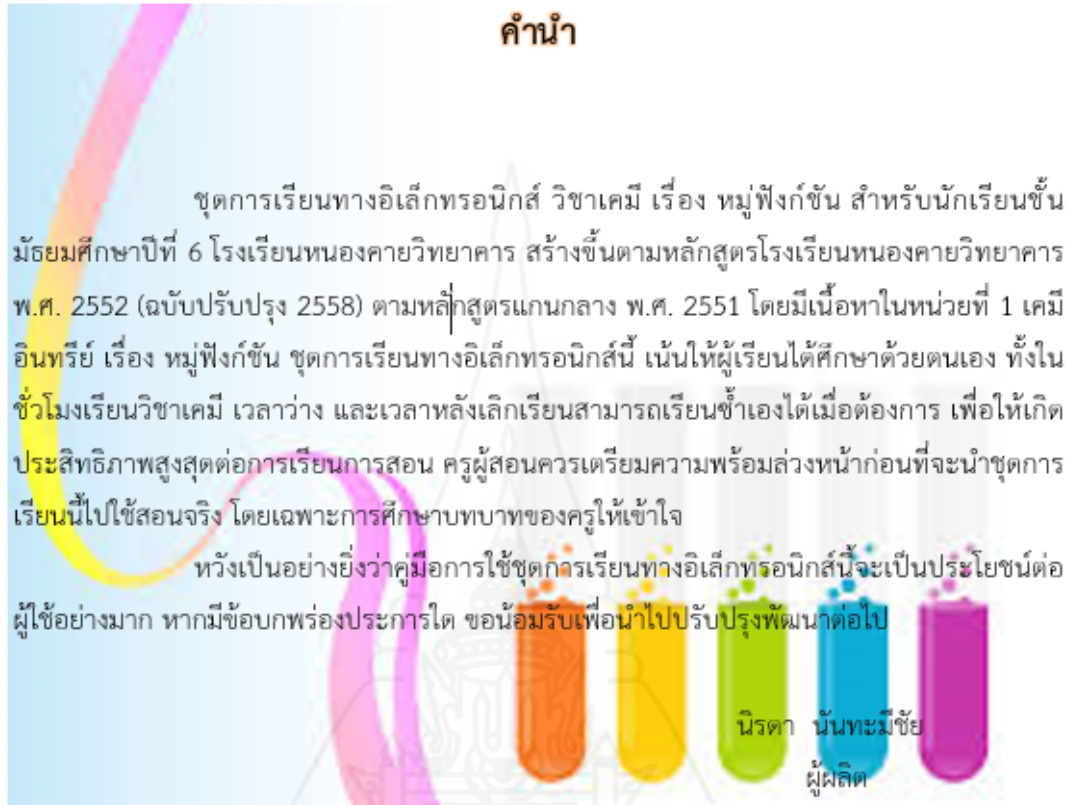 คำนำ
ชุดการเรียนทางอิเล็กทรอนิกส์ วิชาเคมี เรื่อง หมู่ฟังก์ชัน สำหรับนักเรียนชั้น
มัธยมศึกษาปีที่ 6 โรงเรียนหนองคายวิทยาคาร สร้างขึ้นตามหลักสูตรโรงเรียนหนองคายวิทยาคาร
พ.ศ. 2552 (ฉบับปรับปรุง 2558) ตามหลักสูตรแกนกลาง พ.ศ. 2551 โดยมีเนื้อหาในหน่วยที่ 1 เคมี
อินทรีย์ เรื่อง หมู่ฟังก์ชัน ชุดการเรียนทางอิเล็กทรอนิกส์นี้ เน้นให้ผู้เรียนได้ศึกษาด้วยตนเอง ทั้งใน
ชั่วโมงเรียนวิชาเคมี เวลาว่าง และเวลาหลังเลิกเรียนสามารถเรียนซ้ำเองได้เมื่อต้องการ เพื่อให้เกิด
ประสิทธิภาพสูงสุดต่อการเรียนการสอน ครูผู้สอนควรเตรียมความพร้อมล่วงหน้าก่อนที่จะนำชุดการ
เรียนนี้ไปใช้สอนจริง โดยเฉพาะการศึกษาบทบาทของครูให้เข้าใจ
หวังเป็นอย่างยิ่งว่าคู่มือการใช้ชุดการเรียนทางอิเล็กทรอนิกส์นี้จะเป็นประโยชน์ต่อ
ผู้ใช้อย่างมาก หากมีข้อบกพร่องประการใด ขอน้อมรับเพื่อนำไปปรับปรุงพัฒนาต่อไป
นิรตา นันทะมีชัย
ผู้ผลิต